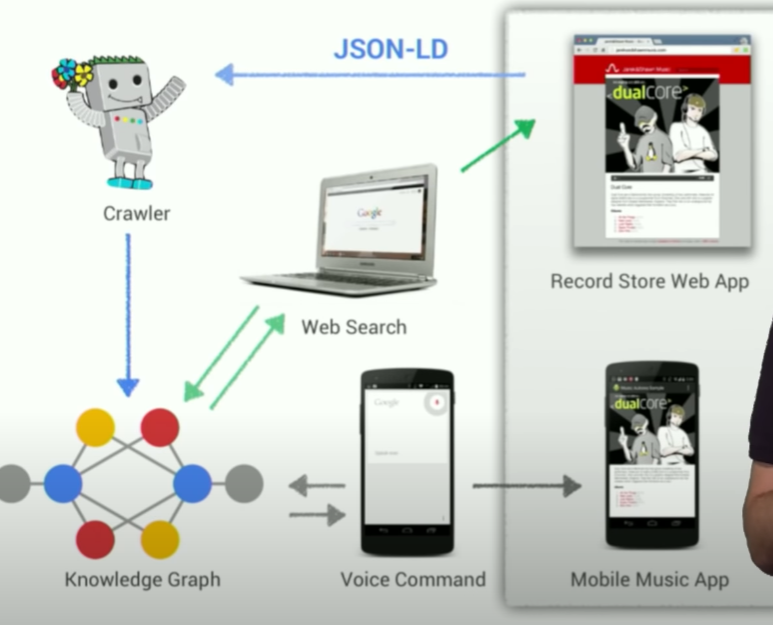 JSON-LD
Crawler
Google
Web Search
dualcore
Dual Core
Record Store Web App
Knowledge Graph
Google
Voice Command
dualcore
Mobile Music App